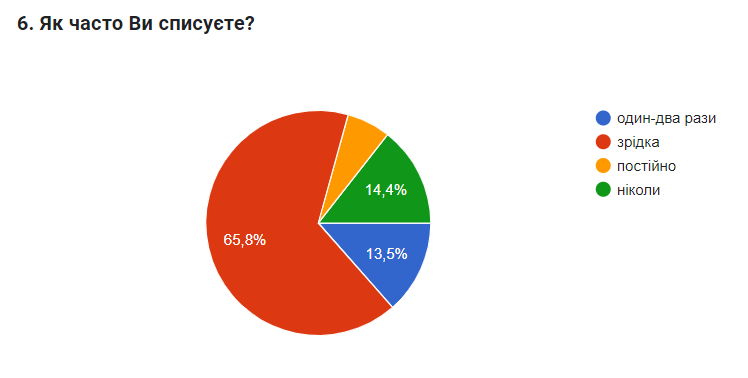 6. Як часто Ви списуєте?
один-два рази
зрідка
постійно
ніколи
14,4%
65,8%
13,5%